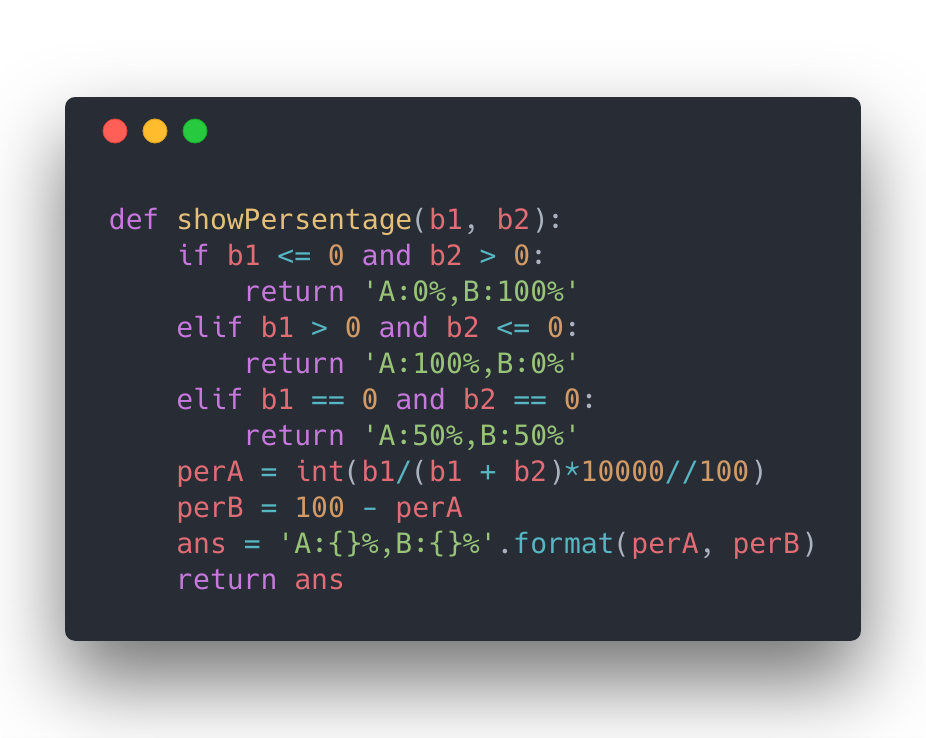 def showPersentage(b1, b2):
    if b1 <= 0 and b2 > 0:
        return 'A:0%,B:100%'
    elif b1 > 0 and b2 <= 0:
        return 'A:100%,B:0%'
    elif b1 == 0 and b2 == 0:
        return 'A:50%,B:50%'
    perA = int(b1/(b1 + b2)*10000//100)
    perB = 100 - perA
    ans = 'A:{}%,B:{}%'.format(perA, perB)
    return ans